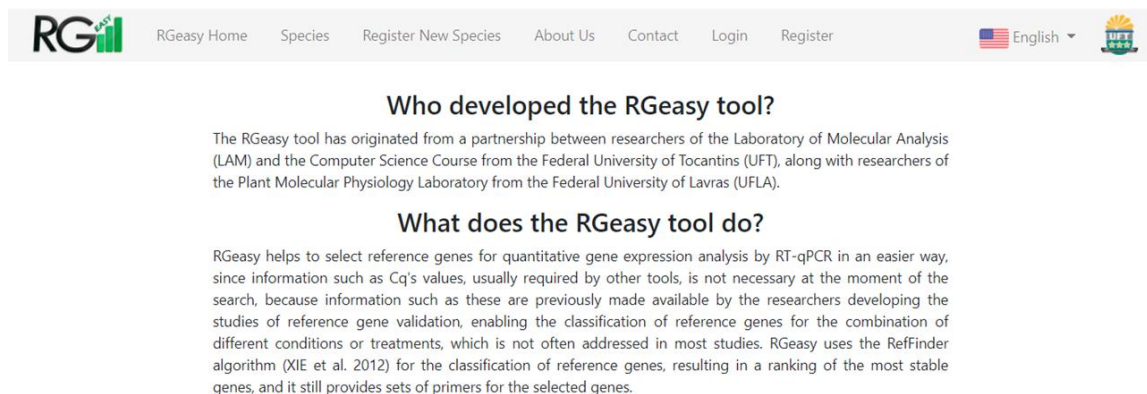 RG EASY
RGeasy Home Species Register New Species About Us Contact Login Register English UFT
Who developed the RGeasy tool?
The RGeasy tool has originated from a partnership between researchers of the Laboratory of Molecular Analysis
(LAM) and the Computer Science Course from the Federal University of Tocantins (UFT), along with researchers of
the Plant Molecular Physiology Laboratory from the Federal University of Lavras (UFLA).
What does the RGeasy tool do?
RGeasy helps to select reference genes for quantitative gene expression analysis by RT-qPCR in an easier way,
since information such as Cq's values, usually required by other tools, is not necessary at the moment of the
search, because information such as these are previously made available by the researchers developing the
studies of reference gene validation, enabling the classification of reference genes for the combination of
different conditions or treatments, which is not often addressed in most studies. RGeasy uses the RefFinder
algorithm (XIE et al. 2012) for the classification of reference genes, resulting in a ranking of the most stable
genes, and it still provides sets of primers for the selected genes.